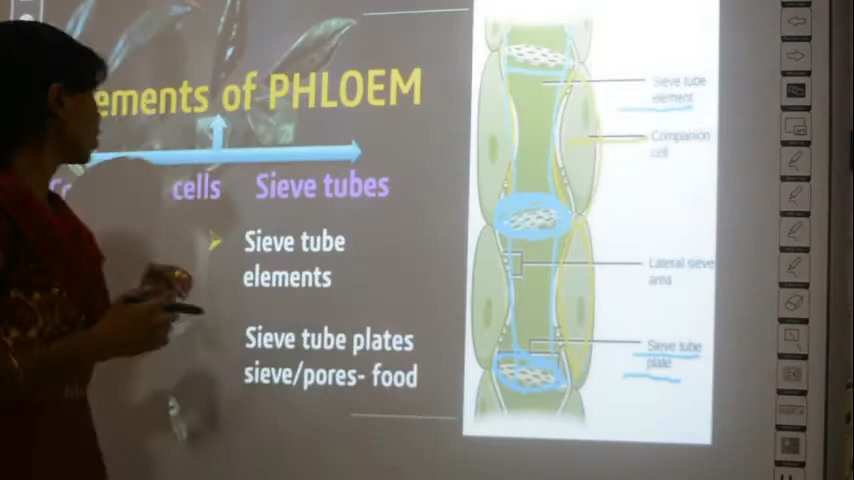 ements of PHLOEM
cells Sieve tubes
Sieve tube
elements
Sieve tube plates
sieve/pores- food
Sieve tube
element
Companion
cell
Lateral sieve
area
Sieve tube
plate